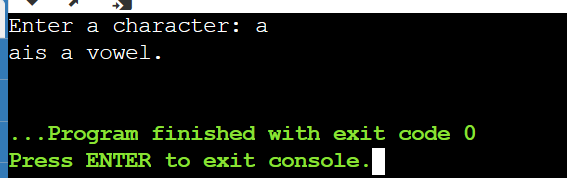 Enter a character: a
ais a vowel.
...Program finished with exit code 0
Press ENTER to exit console.